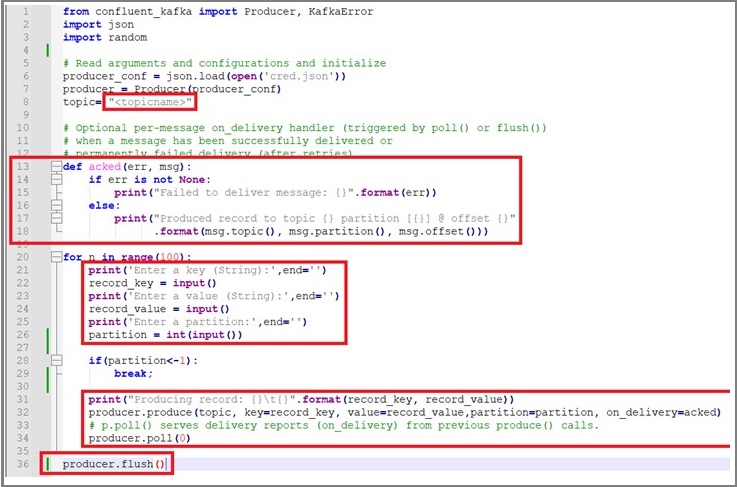 1 from confluent_kafka import Producer, KafkaError
2 import json
3 import random
4
5 # Read arguments and configurations and initialize
6 producer_conf = json.load(open('cred.json'))
7 producer = Producer(producer_conf)
8 topic= "<topicname>"
9
10 # Optional per-message on_delivery handler (triggered by poll() or flush())
11 # when a message has been successfully delivered or
12 # permanently failed delivery (after retries)
13 def acked(err, msg):
14     if err is not None:
15         print("Failed to deliver message: {}".format(err))
16     else:
17         print("Produced record to topic {} partition [{}] @ offset {}"
18               .format(msg.topic(), msg.partition(), msg.offset()))
19
20 for n in range(100):
21     print('Enter a key (String):',end='')
22     record_key = input()
23     print('Enter a value (String):',end='')
24     record_value = input()
25     print('Enter a partition:',end='')
26     partition = int(input())
27
28     if(partition<-1):
29         break;
30
31     print("Producing record: {}\t{}".format(record_key, record_value))
32     producer.produce(topic, key=record_key, value=record_value,partition=partition, on_delivery=acked)
33     # p.poll() serves delivery reports (on_delivery) from previous produce() calls.
34     producer.poll(0)
35
36 producer.flush()